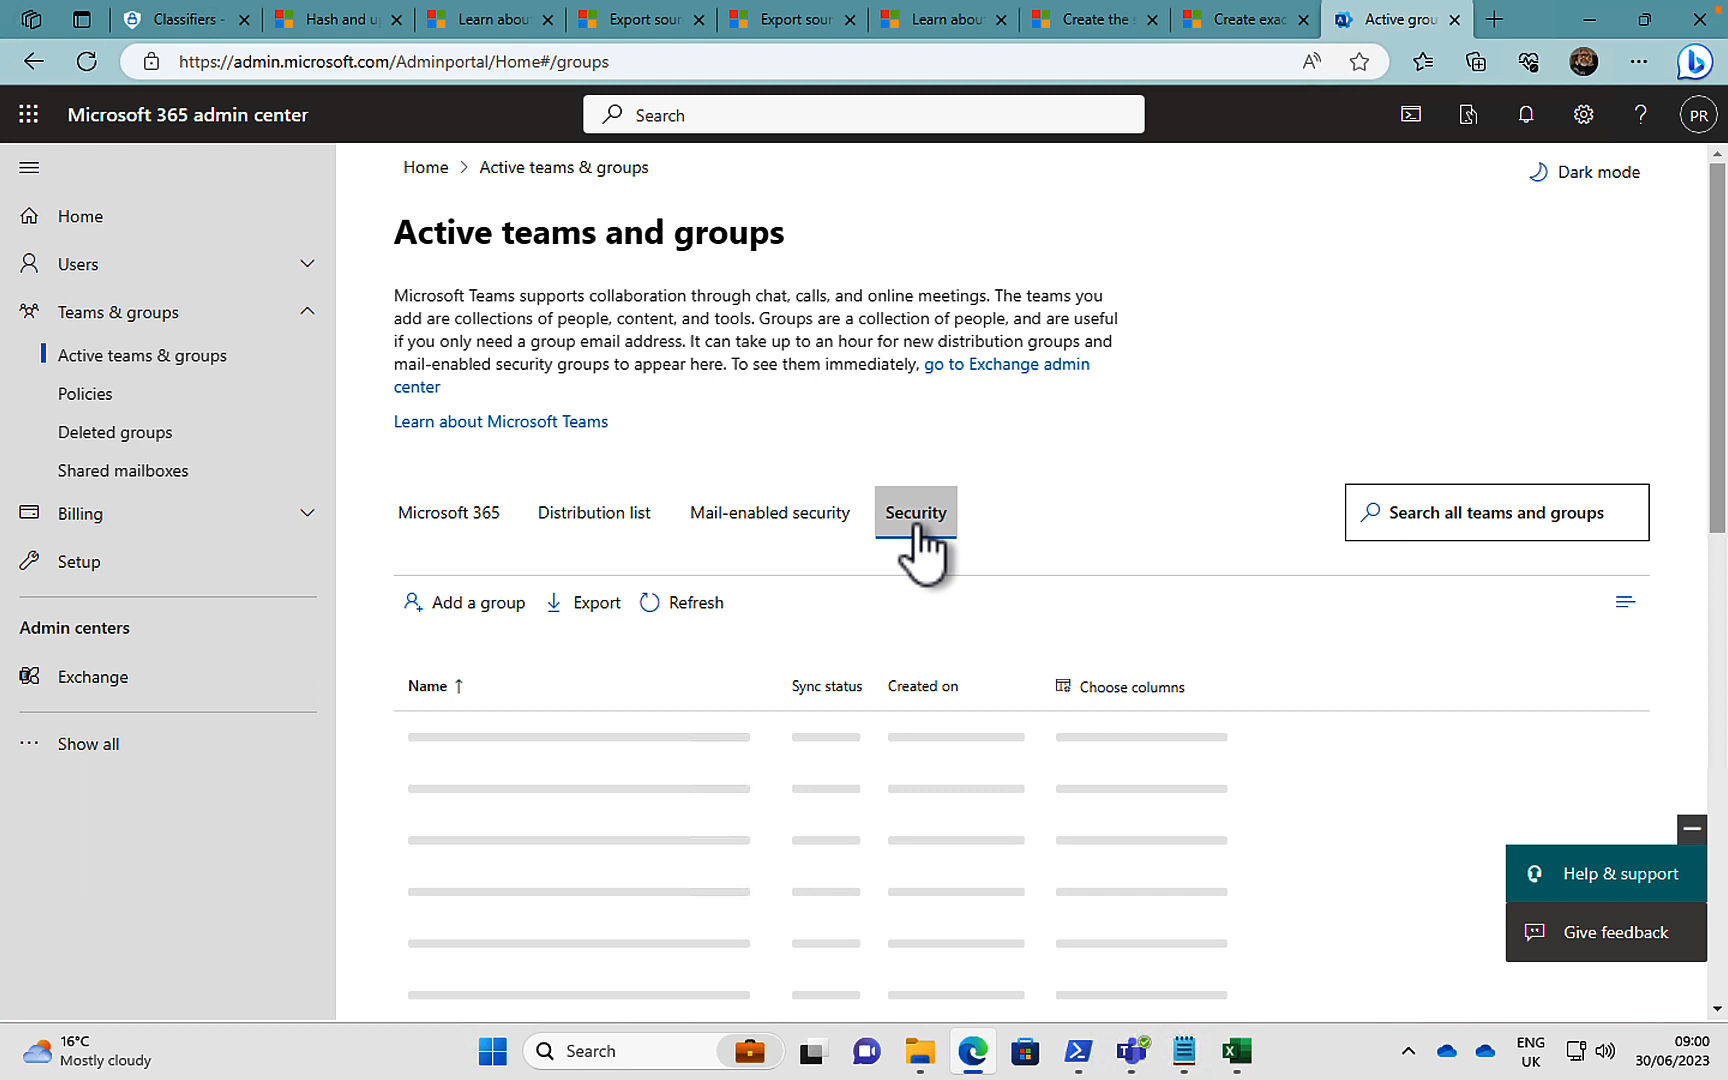 Classifiers -
Hash and u
Learn abou
Export sour
Export sour
Learn abou
Create the s
Create exac
Active grou
https://admin.microsoft.com/Adminportal/Home#/groups
Microsoft 365 admin center
Search
PR
Home > Active teams & groups
Dark mode
Home
Users
Teams & groups
Active teams & groups
Policies
Deleted groups
Shared mailboxes
Billing
Setup
Admin centers
Exchange
Show all
Active teams and groups
Microsoft Teams supports collaboration through chat, calls, and online meetings. The teams you
add are collections of people, content, and tools. Groups are a collection of people, and are useful
if you only need a group email address. It can take up to an hour for new distribution groups and
mail-enabled security groups to appear here. To see them immediately, go to Exchange admin
center
Learn about Microsoft Teams
Microsoft 365
Distribution list
Mail-enabled security
Security
Search all teams and groups
Add a group
Export
Refresh
Name ↑
Sync status
Created on
Choose columns
Help & support
Give feedback
16°C
Mostly cloudy
Search
ENG
UK
09:00
30/06/2023